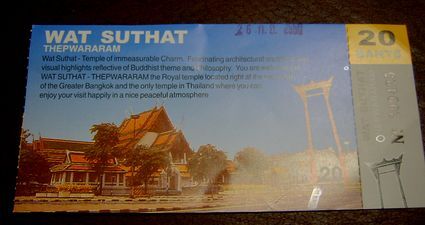 WAT SUTHAT
THEPWARARAM
Wat Suthat - Temple of immeasurable Charm. Fascinating architectural
visual highlights reflective of Buddhist theme and philosophy. You are
WAT SUTHAT - THEPWARARAM the Royal temple located right at the
of the Greater Bangkok and the only temple in Thailand where you can
enjoy your visit happily in a nice peaceful atmosphere
20
BAHTS
20